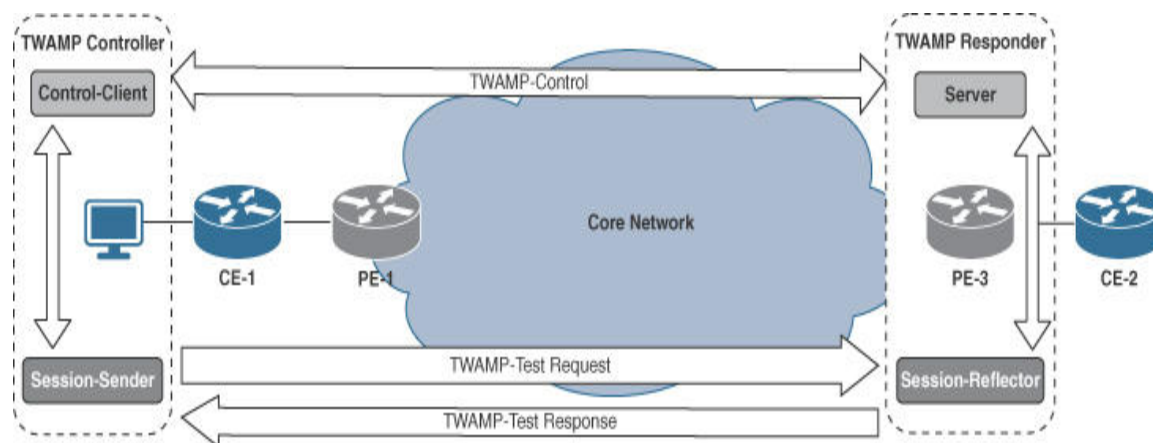 TWAMP Controller
TWAMP Responder
Control-Client
TWAMP-Control
Server
Core Network
CE-1
PE-1
PE-3
CE-2
TWAMP-Test Request
Session-Sender
Session-Reflector
TWAMP-Test Response